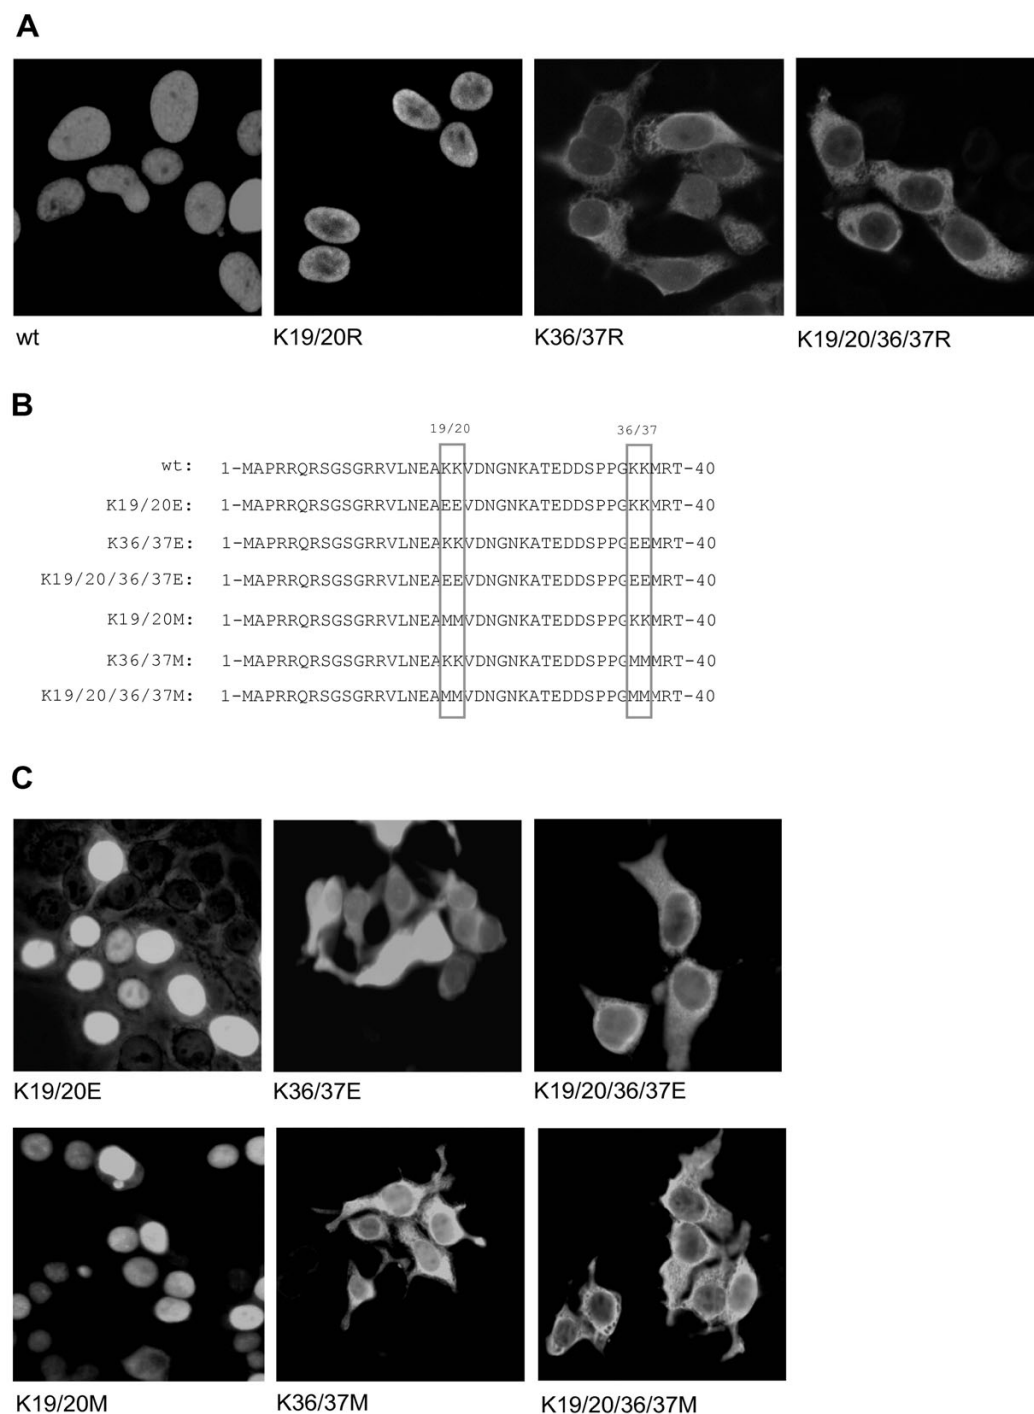 A
wt
K19/20R
K36/37R
K19/20/36/37R
B
19/20
36/37
wt: 1-MAPRRQRSGSGRRVLNEAKKVDNGNKATEDDSPPGKKMRT-40
K19/20E: 1-MAPRRQRSGSGRRVLNEAEEVDNGNKATEDDSPPGKKMRT-40
K36/37E: 1-MAPRRQRSGSGRRVLNEAKKVDNGNKATEDDSPPGEEMRT-40
K19/20/36/37E: 1-MAPRRQRSGSGRRVLNEAEEVDNGNKATEDDSPPGEEMRT-40
K19/20M: 1-MAPRRQRSGSGRRVLNEAMMVDNGNKATEDDSPPGKKMRT-40
K36/37M: 1-MAPRRQRSGSGRRVLNEAKKVDNGNKATEDDSPPGMMMRT-40
K19/20/36/37M: 1-MAPRRQRSGSGRRVLNEAMMVDNGNKATEDDSPPGMMMRT-40
C
K19/20E
K36/37E
K19/20/36/37E
K19/20M
K36/37M
K19/20/36/37M